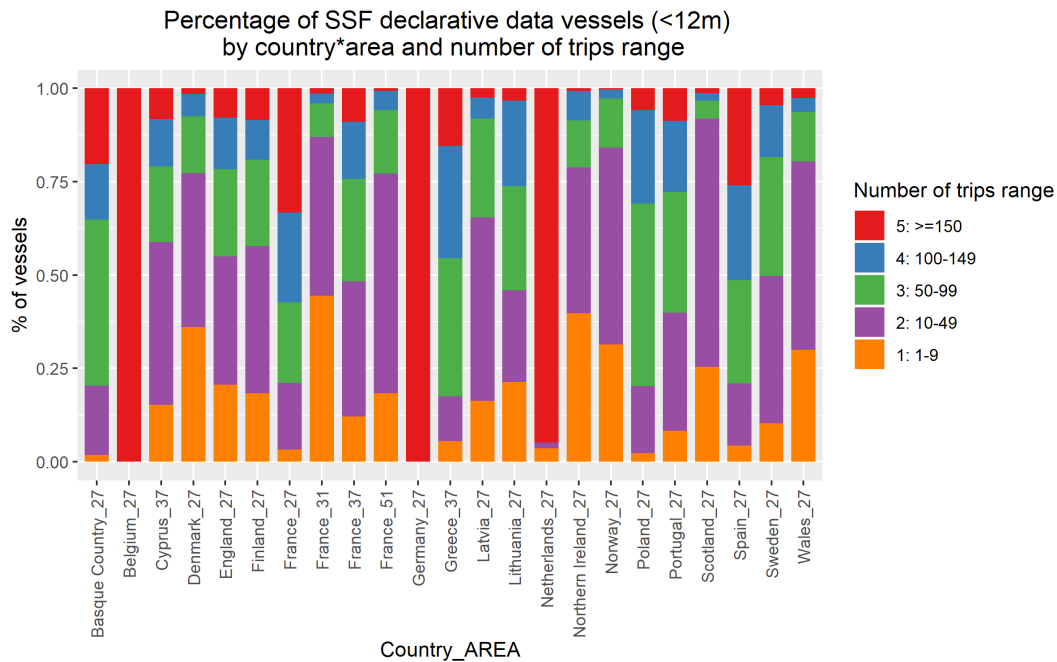 Percentage of SSF declarative data vessels (<12m)
by country*area and number of trips range
% of vessels
1.00
0.75
0.50
0.25
0.00
Basque Country_27
Belgium_27
Cyprus_37
Denmark_27
England_27
Finland_27
France_27
France_31
France_37
France_51
Germany_27
Greece_37
Latvia_27
Lithuania_27
Netherlands_27
Northern Ireland_27
Norway_27
Poland_27
Portugal_27
Scotland_27
Spain_27
Sweden_27
Wales_27
Country_AREA
Number of trips range
5: >=150
4: 100-149
3: 50-99
2: 10-49
1: 1-9